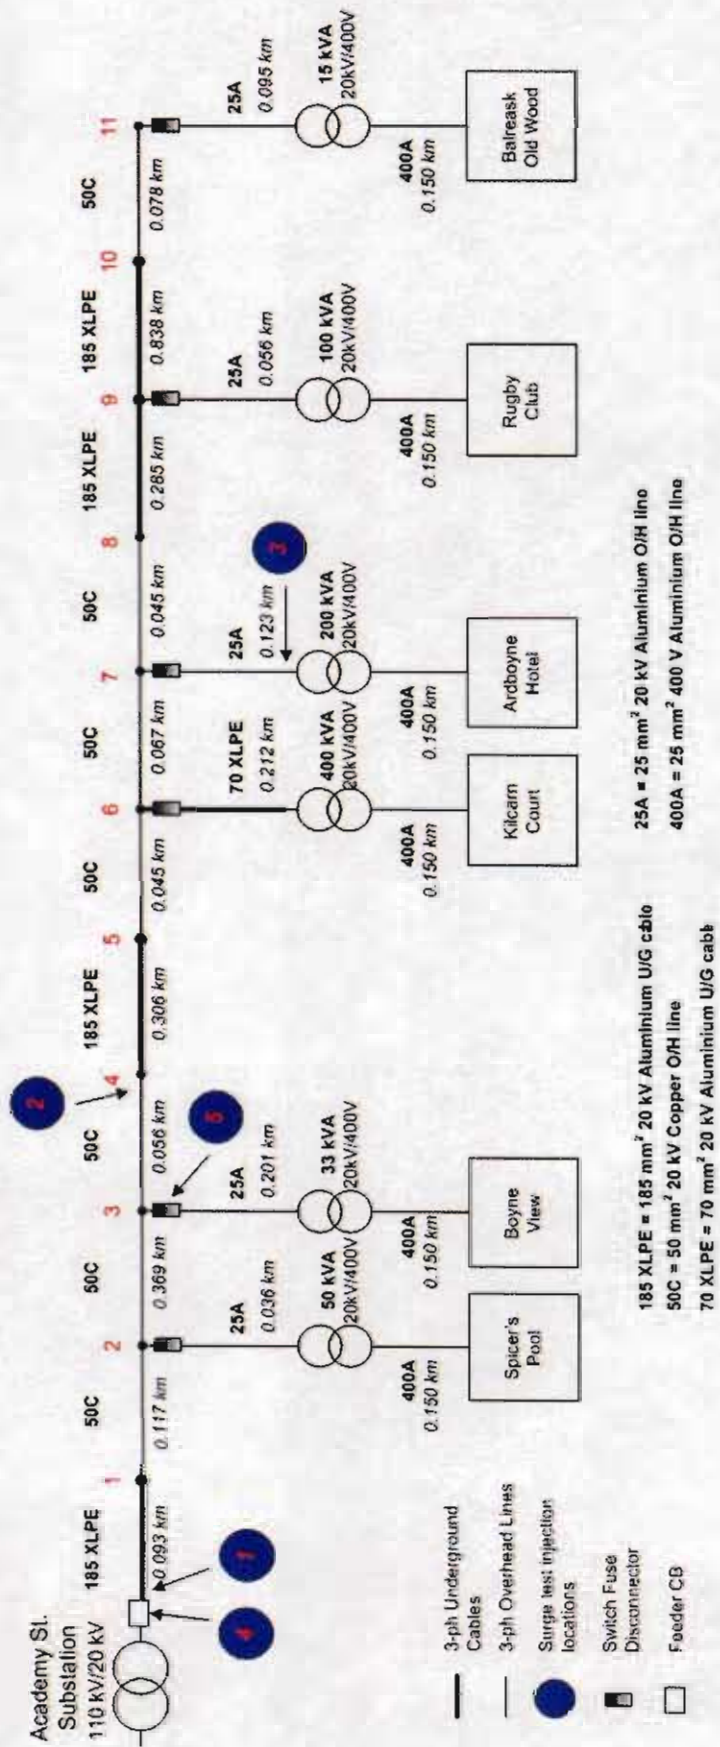 Academy St.
Substation
110 kV/20 kV
185 XLPE
0.093 km
1
4
1
50C
0.117 km
2
25A
0.036 km
50 kVA
20kV/400V
400A
0.150 km
Spicer's
Pool
50C
0.369 km
3
5
25A
0.201 km
33 kVA
20kV/400V
400A
0.150 km
Boyne
View
50C
0.056 km
2
4
185 XLPE
0.306 km
5
50C
0.045 km
6
70 XLPE
0.212 km
400 kVA
20kV/400V
400A
0.150 km
Kilcarn
Court
50C
0.067 km
7
25A
0.123 km
3
200 kVA
20kV/400V
400A
0.150 km
Ardboyne
Hotel
50C
0.045 km
8
185 XLPE
0.285 km
9
25A
0.056 km
100 kVA
20kV/400V
400A
0.150 km
Rugby
Club
185 XLPE
0.838 km
10
50C
0.078 km
11
25A
0.095 km
15 kVA
20kV/400V
400A
0.150 km
Balreask
Old Wood
3-ph Underground
Cables
3-ph Overhead Lines
Surge test injection
locations
Switch Fuse
Disconnector
Feeder CB
185 XLPE = 185 mm² 20 kV Aluminium U/G cable
50C = 50 mm² 20 kV Copper O/H line
70 XLPE = 70 mm² 20 kV Aluminium U/G cabl
25A = 25 mm² 20 kV Aluminium O/H line
400A = 25 mm² 400 V Aluminium O/H line